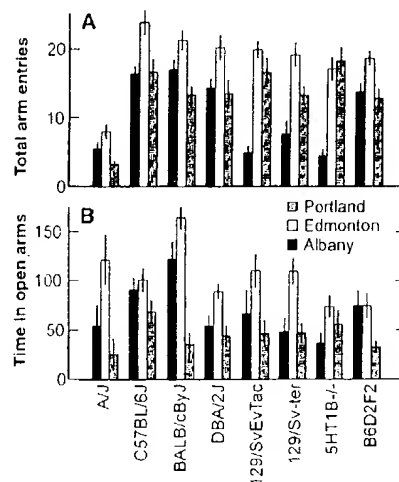 A
Total arm entries
20
10
0
B
Portland
Edmonton
Albany
Time in open arms
150
100
50
0
A/J
C57BL/6J
BALB/cByJ
DBA/2J
129/SvEvTac
129/Sv-ter
5HT1B-/-
B6D2F2